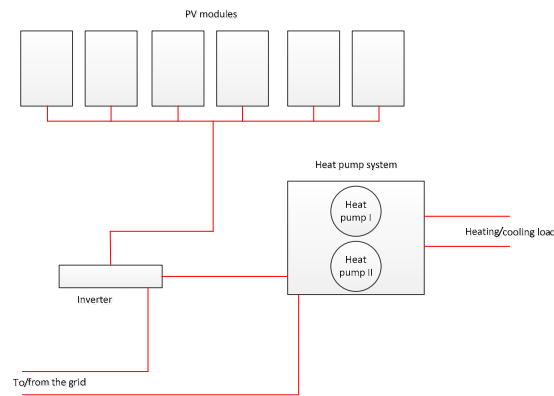 PV modules
Heat pump system
Heat
pump I
Heating/cooling load
Heat
pump II
Inverter
To/from the grid